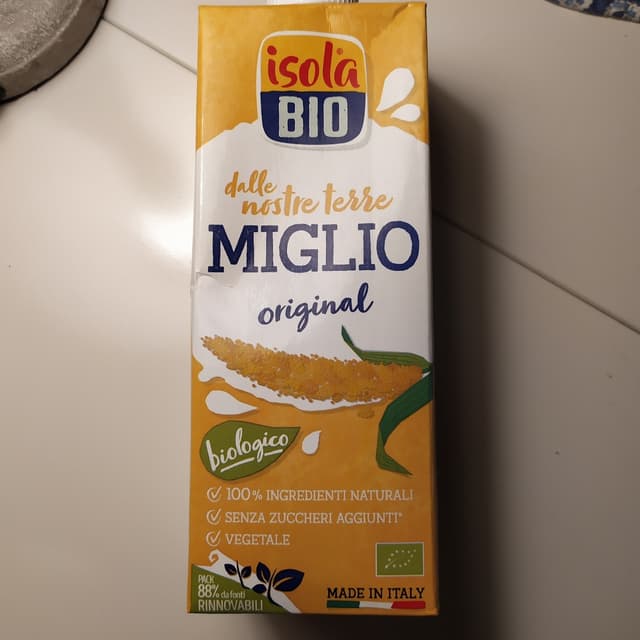 isola
BIO
dalle
nostre terre
MIGLIO
original
biologico
100% INGREDIENTI NATURALI
SENZA ZUCCHERI AGGIUNTI*
VEGETALE
PACK
88% da fonti
RINNOVABILI
MADE IN ITALY